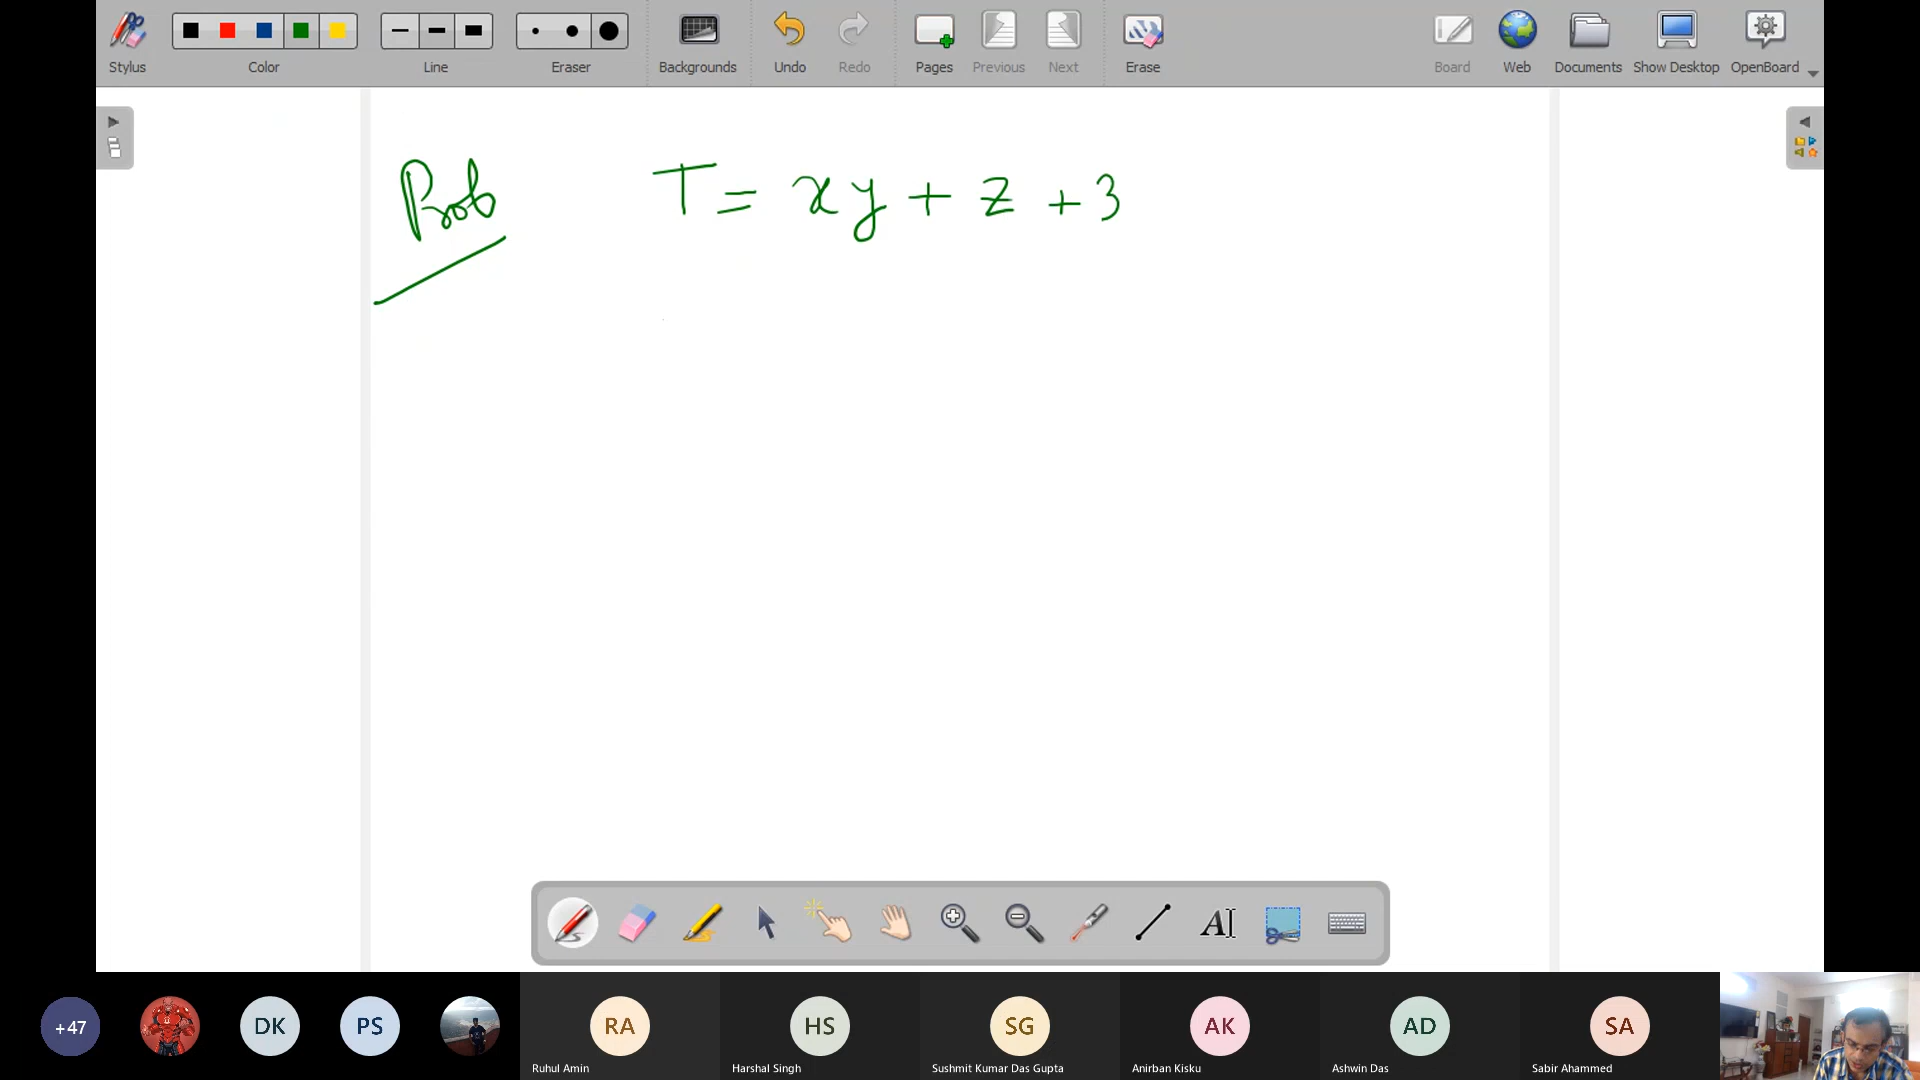 Stylus Color Line Eraser Backgrounds Undo Redo Pages Previous Next Erase Board Web Documents Show Desktop OpenBoard
Prob T = xy + z + 3
AI
+47 DK PS RA HS SG AK AD SA
Ruhul Amin Harshal Singh Sushmit Kumar Das Gupta Anirban Kisku Ashwin Das Sabir Ahammed